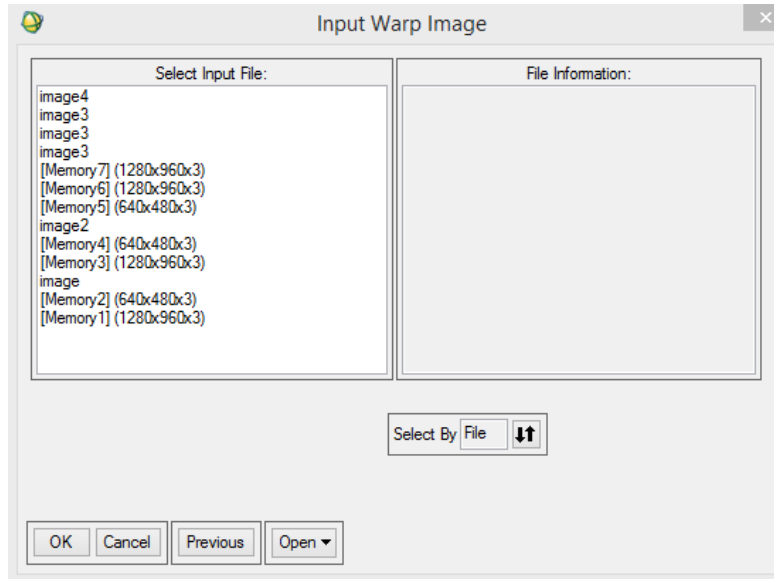 Input Warp Image
Select Input File:
File Information:
image4
image3
image3
image3
[Memory7] (1280x960x3)
[Memory6] (1280x960x3)
[Memory5] (640x480x3)
image2
[Memory4] (640x480x3)
[Memory3] (1280x960x3)
image
[Memory2] (640x480x3)
[Memory1] (1280x960x3)
Select By File
OK Cancel Previous Open